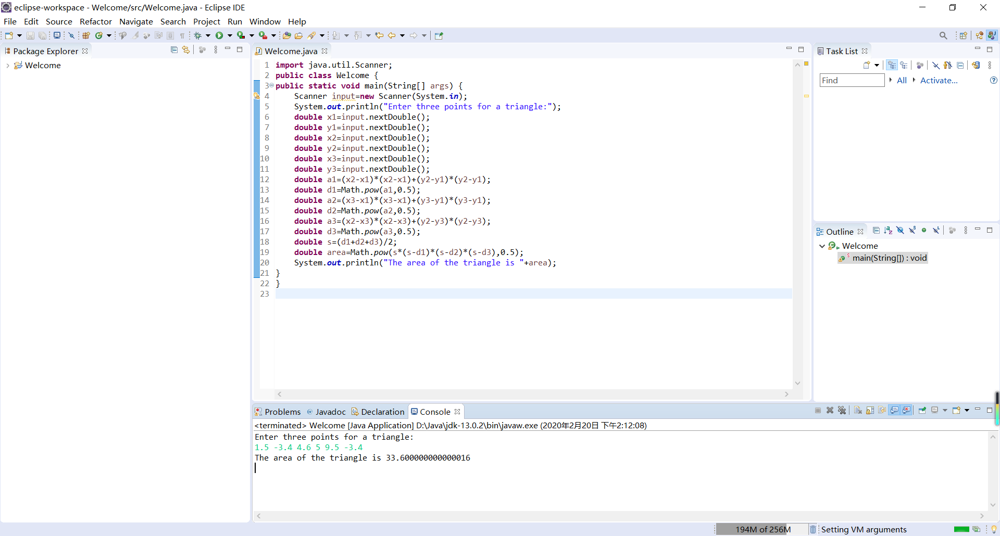 eclipse-workspace - Welcome/src/Welcome.java - Eclipse IDE
File Edit Source Refactor Navigate Search Project Run Window Help
Package Explorer
Welcome
Welcome.java
1 import java.util.Scanner;
2 public class Welcome {
3 public static void main(String[] args) {
4 Scanner input=new Scanner(System.in);
5 System.out.println("Enter three points for a triangle:");
6 double x1=input.nextDouble();
7 double y1=input.nextDouble();
8 double x2=input.nextDouble();
9 double y2=input.nextDouble();
10 double x3=input.nextDouble();
11 double y3=input.nextDouble();
12 double a1=(x2-x1)*(x2-x1)+(y2-y1)*(y2-y1);
13 double d1=Math.pow(a1,0.5);
14 double a2=(x3-x1)*(x3-x1)+(y3-y1)*(y3-y1);
15 double d2=Math.pow(a2,0.5);
16 double a3=(x2-x3)*(x2-x3)+(y2-y3)*(y2-y3);
17 double d3=Math.pow(a3,0.5);
18 double s=(d1+d2+d3)/2;
19 double area=Math.pow(s*(s-d1)*(s-d2)*(s-d3),0.5);
20 System.out.println("The area of the triangle is "+area);
21 }
22 }
23
Task List
Find All Activate...
Outline
Welcome
main(String[]) : void
Problems @ Javadoc Declaration Console
<terminated> Welcome [Java Application] D:\Java\jdk-13.0.2\bin\javaw.exe (2020年2月20日 下午2:12:08)
Enter three points for a triangle:
1.5 -3.4 4.6 5 9.5 -3.4
The area of the triangle is 33.600000000000016
194M of 256M Setting VM arguments